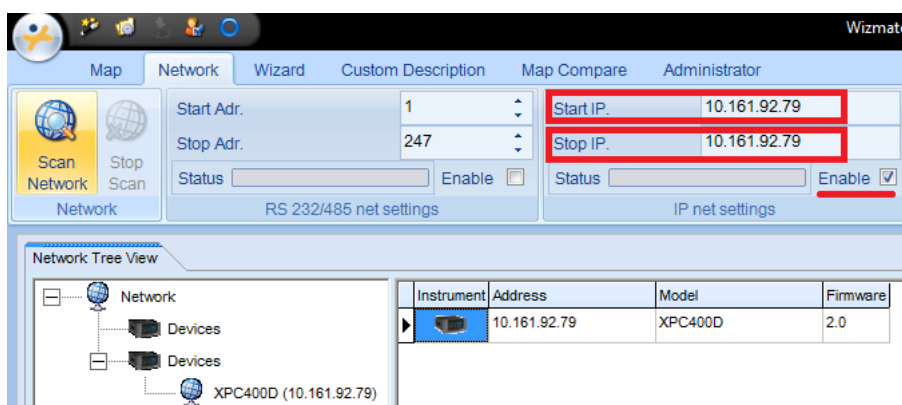 Wizmat
Map Network Wizard Custom Description Map Compare Administrator
Start Adr. 1 Start IP. 10.161.92.79
Stop Adr. 247 Stop IP. 10.161.92.79
Scan Network Stop Scan Status Enable Status Enable
Network RS 232/485 net settings IP net settings
Network Tree View
Network Instrument Address Model Firmware
Devices 10.161.92.79 XPC400D 2.0
Devices
XPC400D (10.161.92.79)